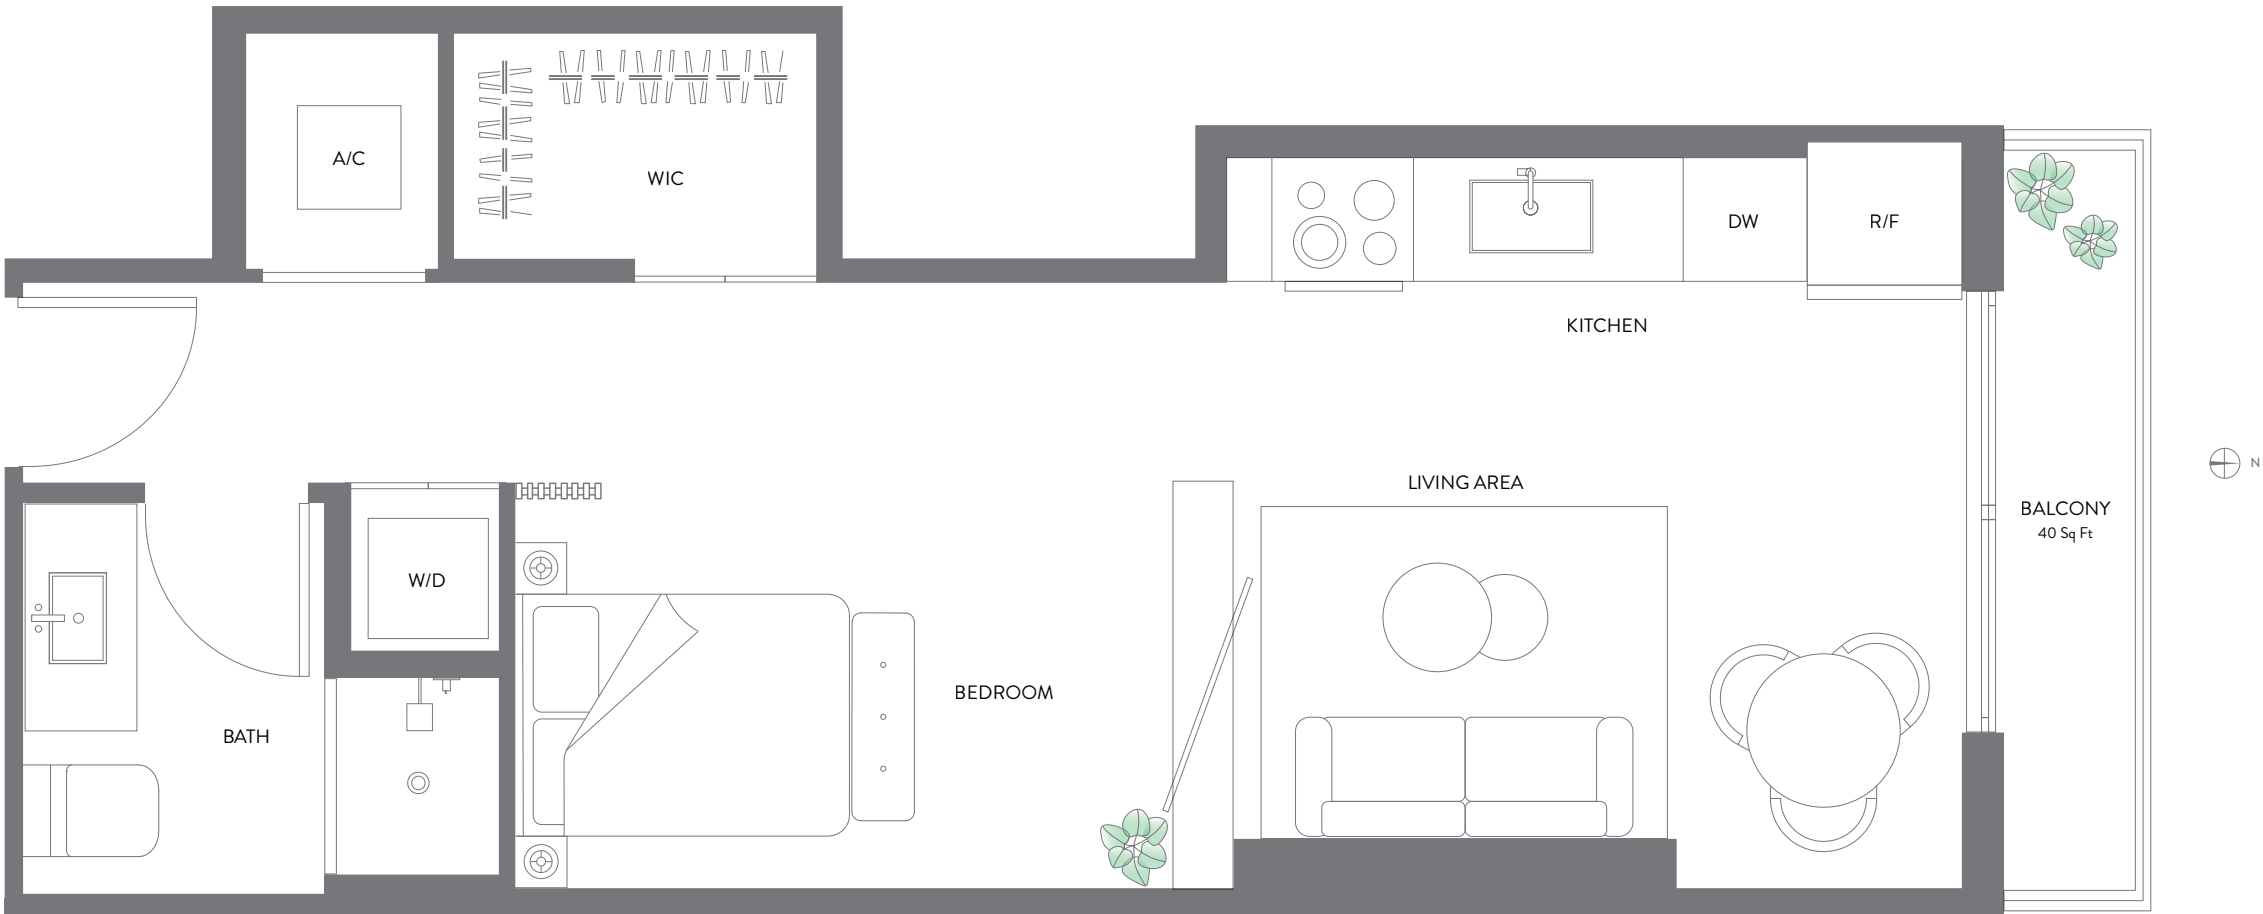 A/C
WIC
DW
R/F
KITCHEN
LIVING AREA
N
BALCONY
40 Sq Ft
W/D
BEDROOM
BATH